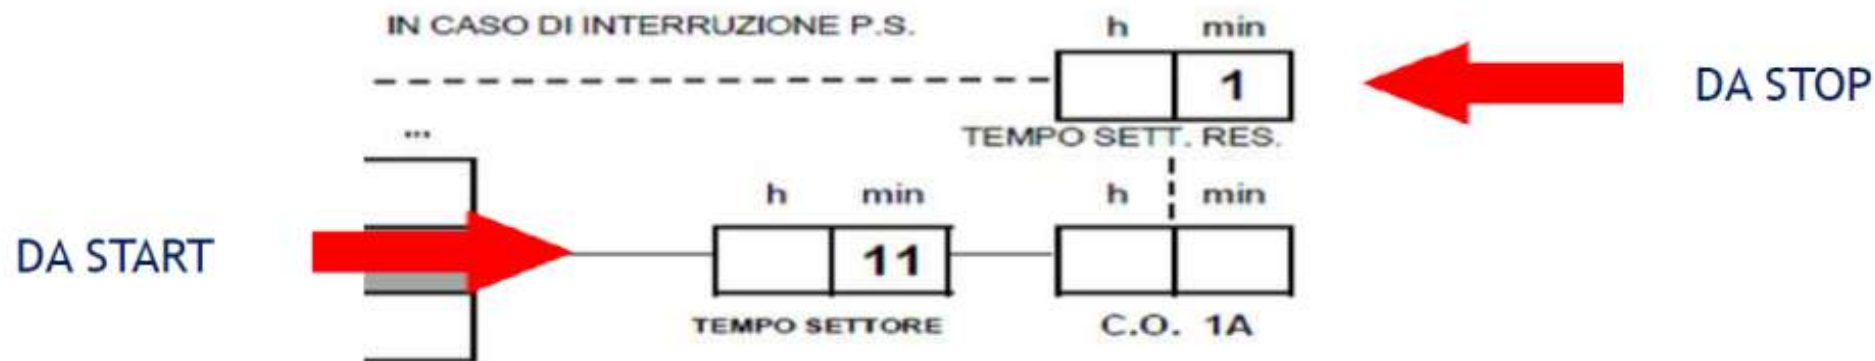 IN CASO DI INTERRUZIONE P.S. h min
1 DA STOP
... TEMPO SETT. RES.
h min h min
DA START 11
TEMPO SETTORE C.O. 1A